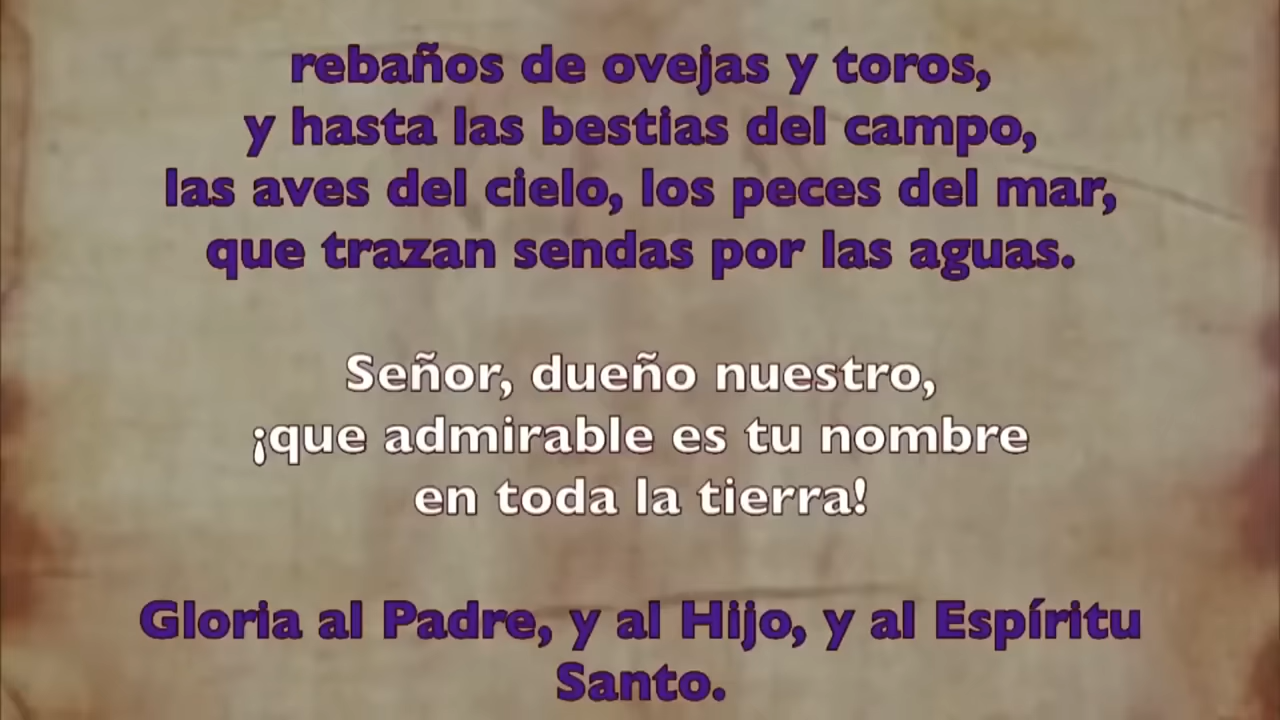 rebaños de ovejas y toros,
y hasta las bestias del campo,
las aves del cielo, los peces del mar,
que trazan sendas por las aguas.
Señor, dueño nuestro,
¡que admirable es tu nombre
en toda la tierra!
Gloria al Padre, y al Hijo, y al Espíritu
Santo.